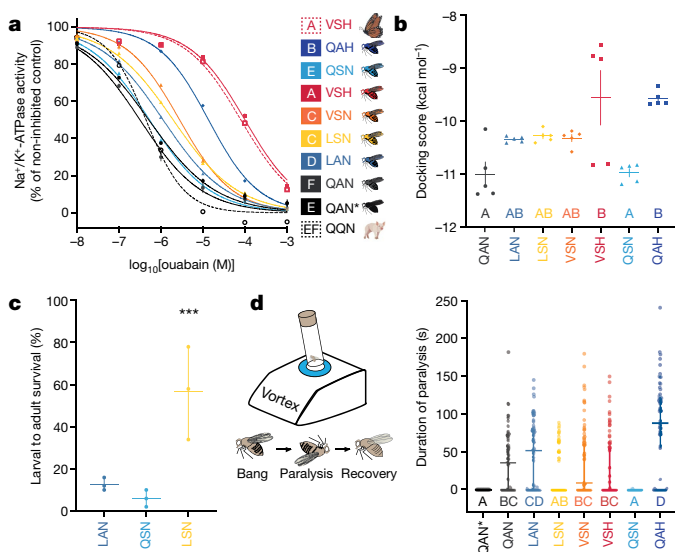 a
Na⁺/K⁺-ATPase activity
(% of non-inhibited control)
100
80
60
40
20
0
−8
−7
−6
−5
−4
−3
log₁₀[ouabain (M)]
A VSH
B QAH
E QSN
A VSH
C VSN
C LSN
D LAN
F QAN
E QAN*
EF QQN
b
Docking score (kcal mol⁻¹)
−9
−10
−11
−12
A AB AB AB B A B
QAN LAN LSN VSN VSH QSN QAH
c
Larval to adult survival (%)
100
80
60
40
20
0
***
LAN QSN LSN
d
Vortex
Bang Paralysis Recovery
Duration of paralysis (s)
250
200
150
100
50
0
A BC CD AB BC BC A D
QAN* QAN LAN LSN VSN VSH QSN QAH